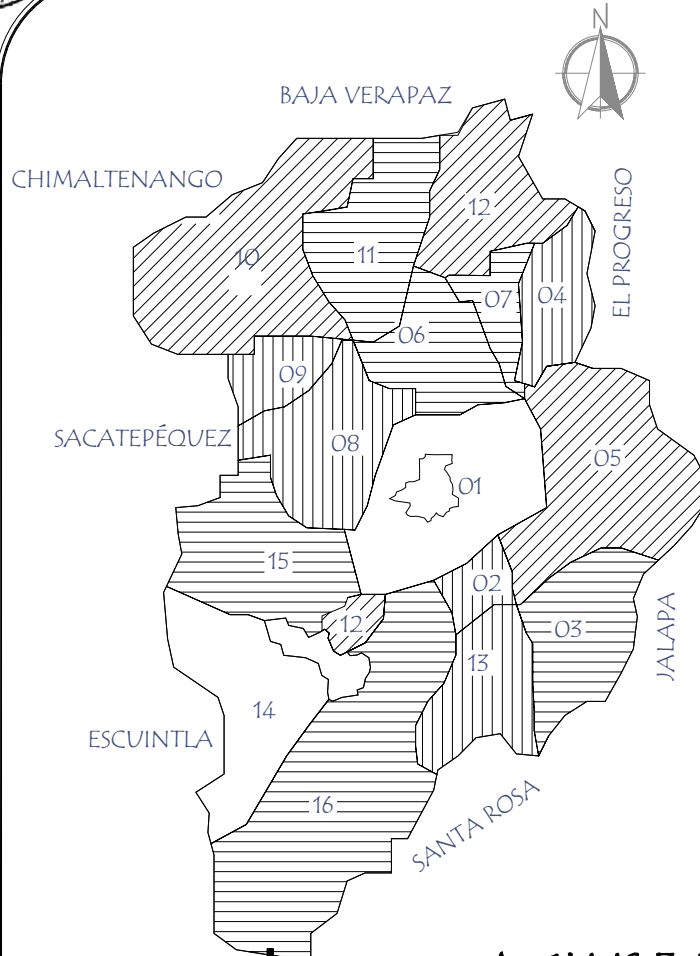 N
BAJA VERAPAZ
CHIMALTENANGO
EL PROGRESO
12
10
11
07
04
06
09
SACATEPÉQUEZ
08
05
01
15
02
12
03
13
JALAPA
14
ESCUINTLA
16
SANTA ROSA